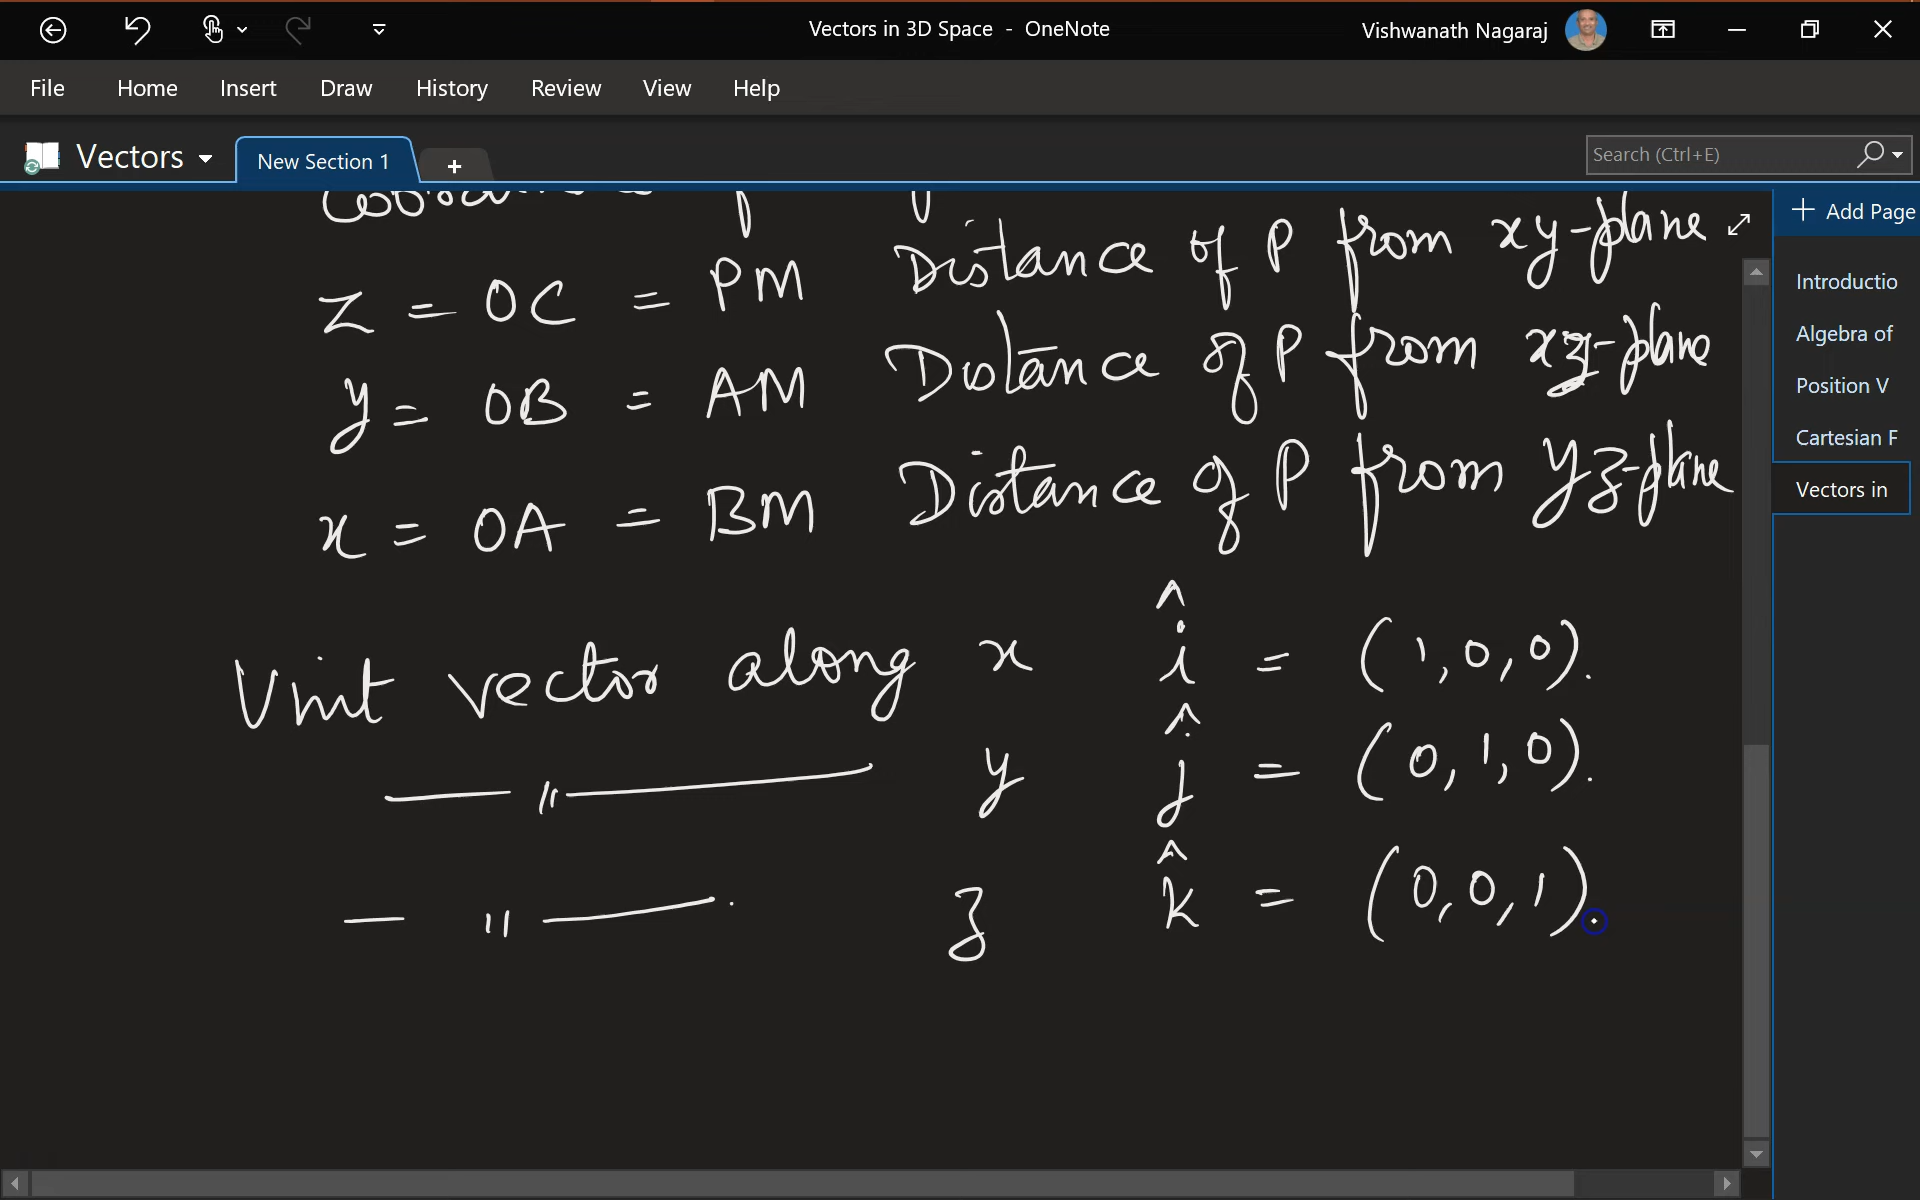 Vectors in 3D Space - OneNote
Vishwanath Nagaraj
File Home Insert Draw History Review View Help
Vectors
New Section 1
+
Search (Ctrl+E)
+ Add Page
Introductio
Algebra of
Position V
Cartesian F
Vectors in
z = OC = PM Distance of P from xy-plane
y = OB = AM Distance of P from xz-plane
x = OA = BM Distance of P from yz-plane
Unit vector along x î = (1,0,0).
— " — y ĵ = (0,1,0).
— " — . z k̂ = (0,0,1).